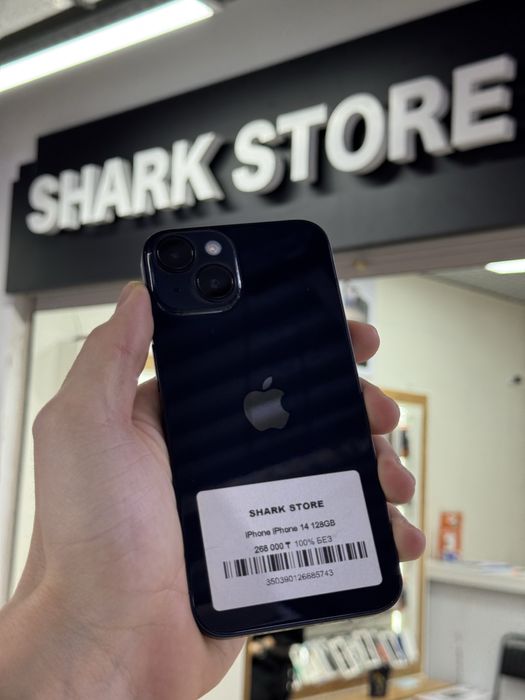 SHARK STORE
SHARK STORE
iPhone iPhone 14 128GB
268 000 ₸ 100% БЕЗ
350390126685743